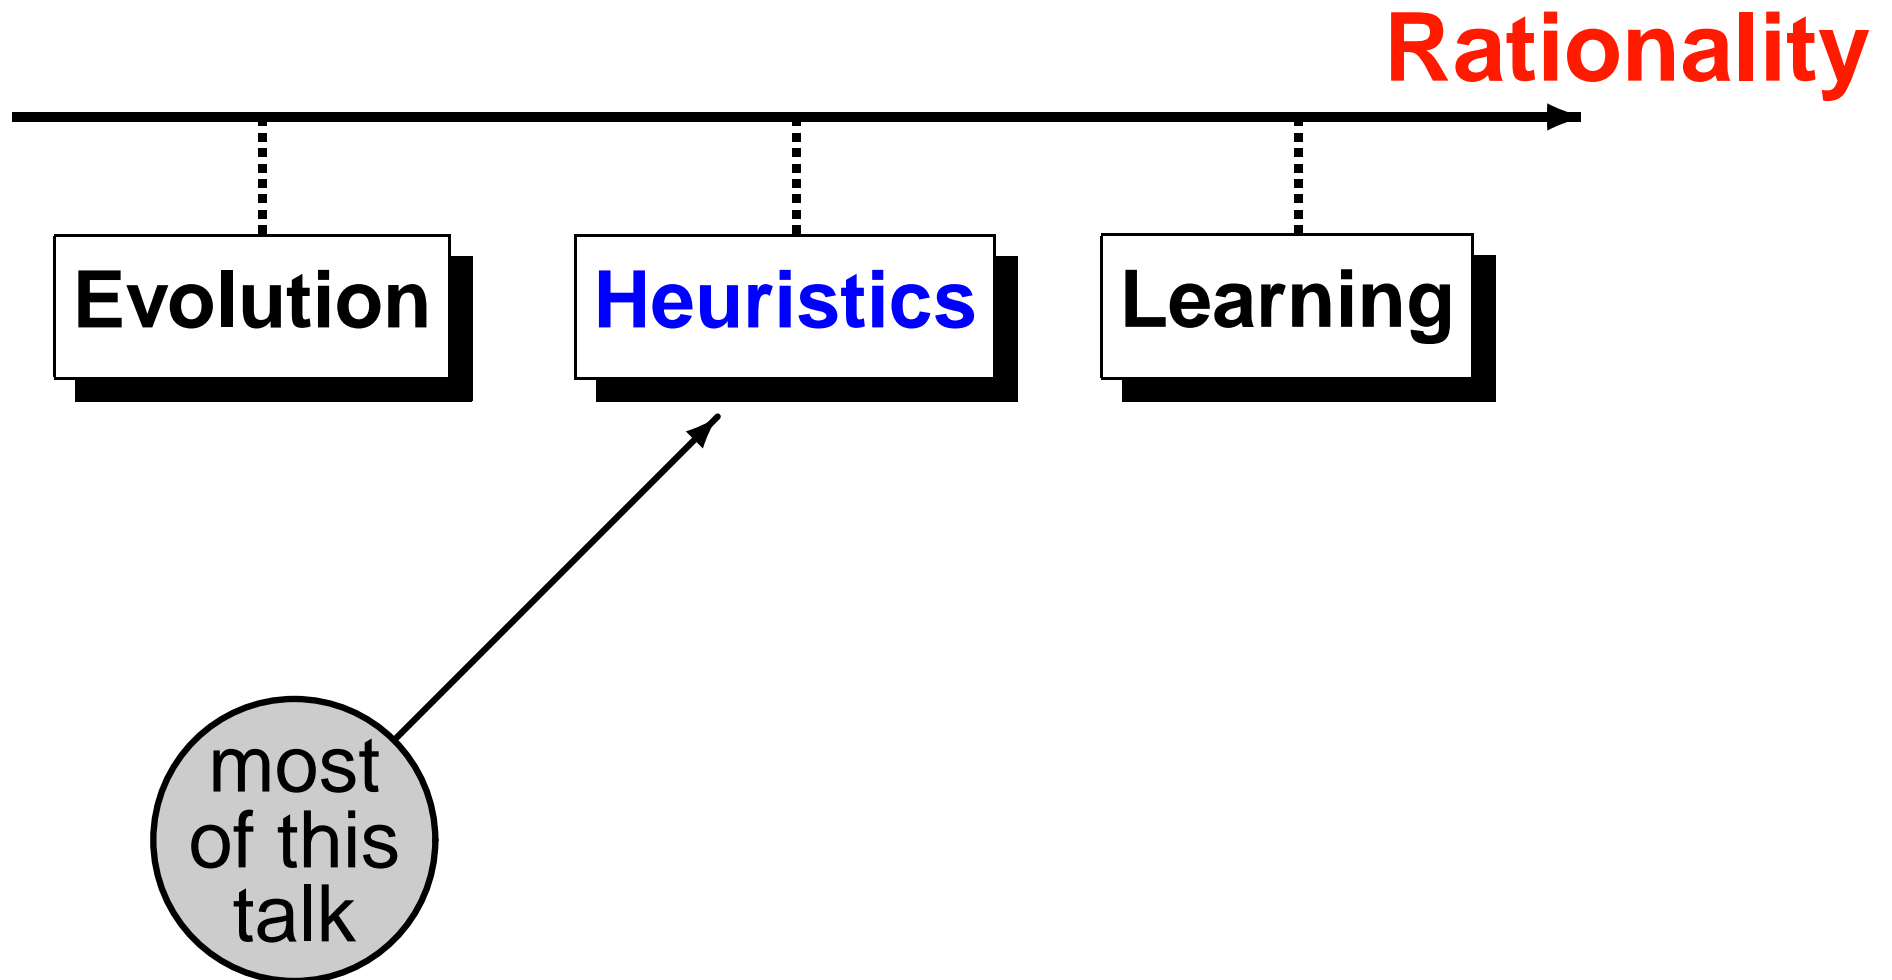 Rationality
Evolution
Heuristics
Learning
most
of this
talk